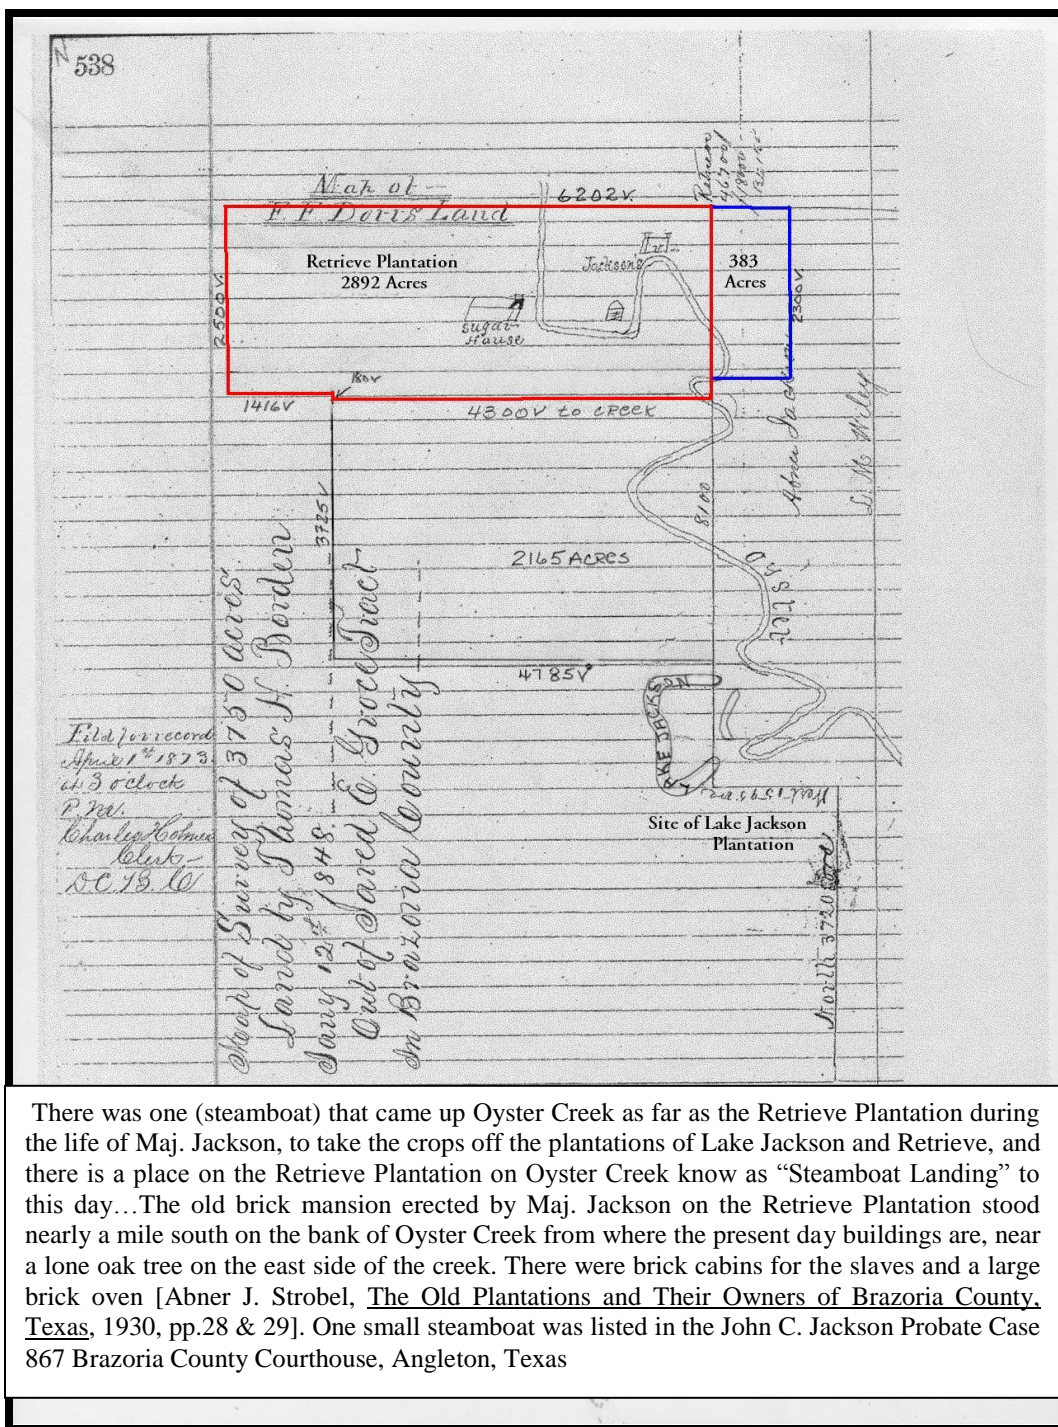 N
538
Map of
F. F. Dorrs Land
6202v.
Retrieve
Retrieve Plantation
2892 Acres
Jackson's
383
Acres
2500v.
2300v.
Sugar
House
180v
1416v
4300v to creek
Abner Jackson
L. M. Wiley
3725v
8100
2165 ACRES
4785v
LAKE JACKSON
Site of Lake Jackson
Plantation
Fild for record
April 1st 1873
at 3 o'clock
P. M.
Charles Holmes
Clerk
D. C. B. C
Map of Survey of 3750 acres
Land by Thomas H. Borden
Jany 12th 1848
Out of Jared E. Groce Tract
In Brazoria County
There was one (steamboat) that came up Oyster Creek as far as the Retrieve Plantation during
the life of Maj. Jackson, to take the crops off the plantations of Lake Jackson and Retrieve, and
there is a place on the Retrieve Plantation on Oyster Creek know as “Steamboat Landing” to
this day…The old brick mansion erected by Maj. Jackson on the Retrieve Plantation stood
nearly a mile south on the bank of Oyster Creek from where the present day buildings are, near
a lone oak tree on the east side of the creek. There were brick cabins for the slaves and a large
brick oven [Abner J. Strobel, The Old Plantations and Their Owners of Brazoria County,
Texas, 1930, pp.28 & 29]. One small steamboat was listed in the John C. Jackson Probate Case
867 Brazoria County Courthouse, Angleton, Texas